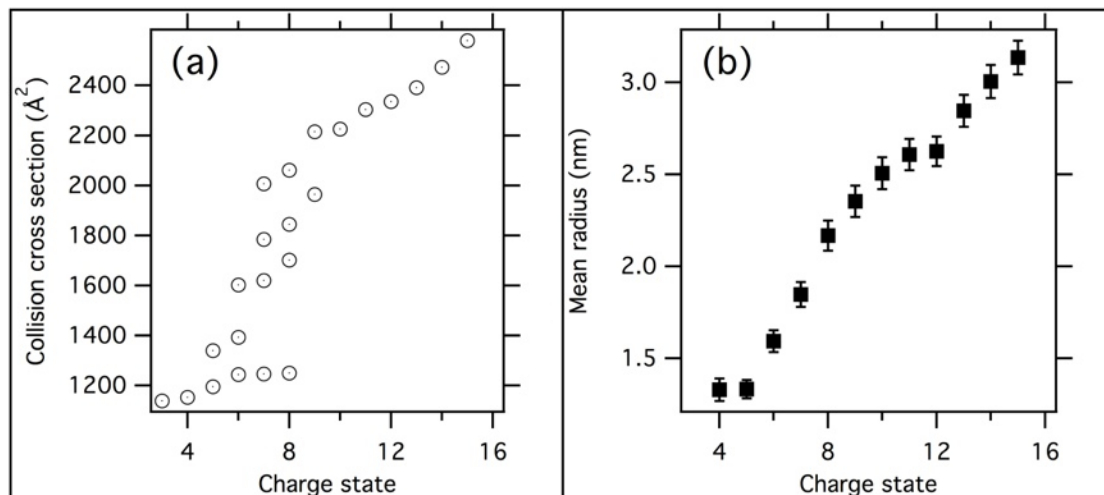 (a)
Collision cross section (Å²)
2400
2200
2000
1800
1600
1400
1200
4 8 12 16
Charge state
(b)
Mean radius (nm)
3.0
2.5
2.0
1.5
4 8 12 16
Charge state